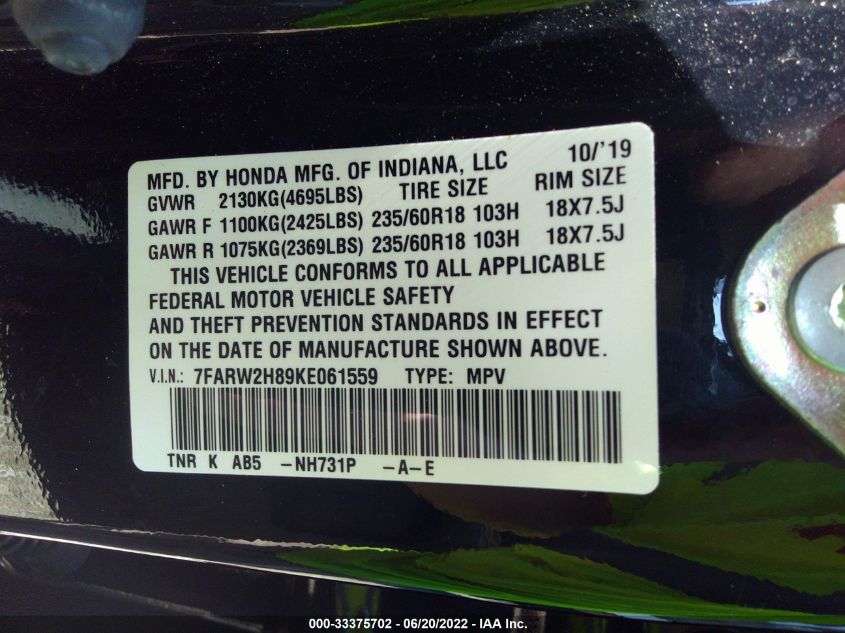 MFD. BY HONDA MFG. OF INDIANA, LLC 10/'19
GVWR 2130KG(4695LBS) TIRE SIZE RIM SIZE
GAWR F 1100KG(2425LBS) 235/60R18 103H 18X7.5J
GAWR R 1075KG(2369LBS) 235/60R18 103H 18X7.5J
THIS VEHICLE CONFORMS TO ALL APPLICABLE
FEDERAL MOTOR VEHICLE SAFETY
AND THEFT PREVENTION STANDARDS IN EFFECT
ON THE DATE OF MANUFACTURE SHOWN ABOVE.
V.I.N.: 7FARW2H89KE061559 TYPE: MPV
TNR K AB5 -NH731P -A-E
000-33375702 - 06/20/2022 - IAA Inc.